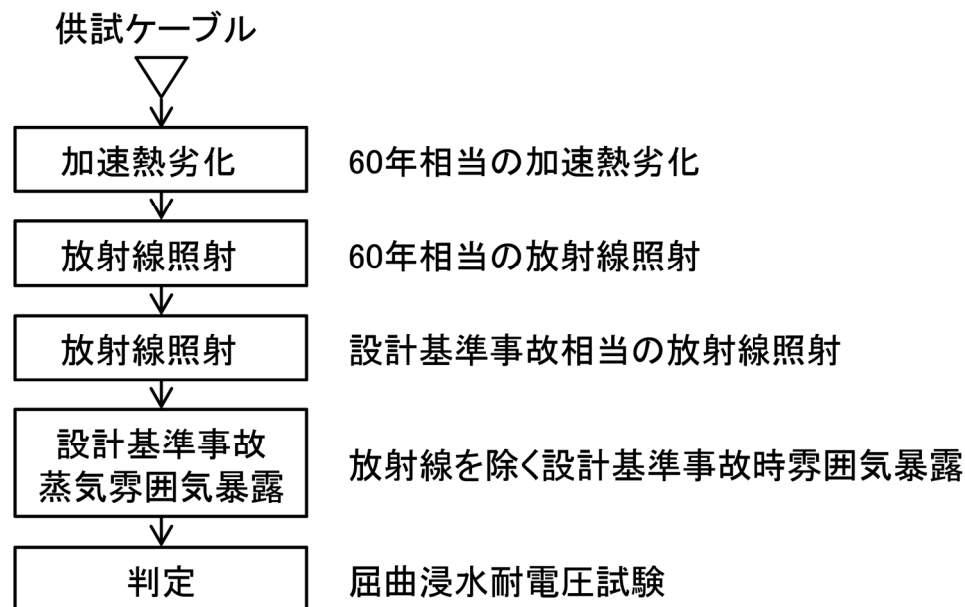 供試ケーブル
加速熱劣化 60年相当の加速熱劣化
放射線照射 60年相当の放射線照射
放射線照射 設計基準事故相当の放射線照射
設計基準事故
蒸気雰囲気暴露
放射線を除く設計基準事故時雰囲気暴露
判定 屈曲浸水耐電圧試験